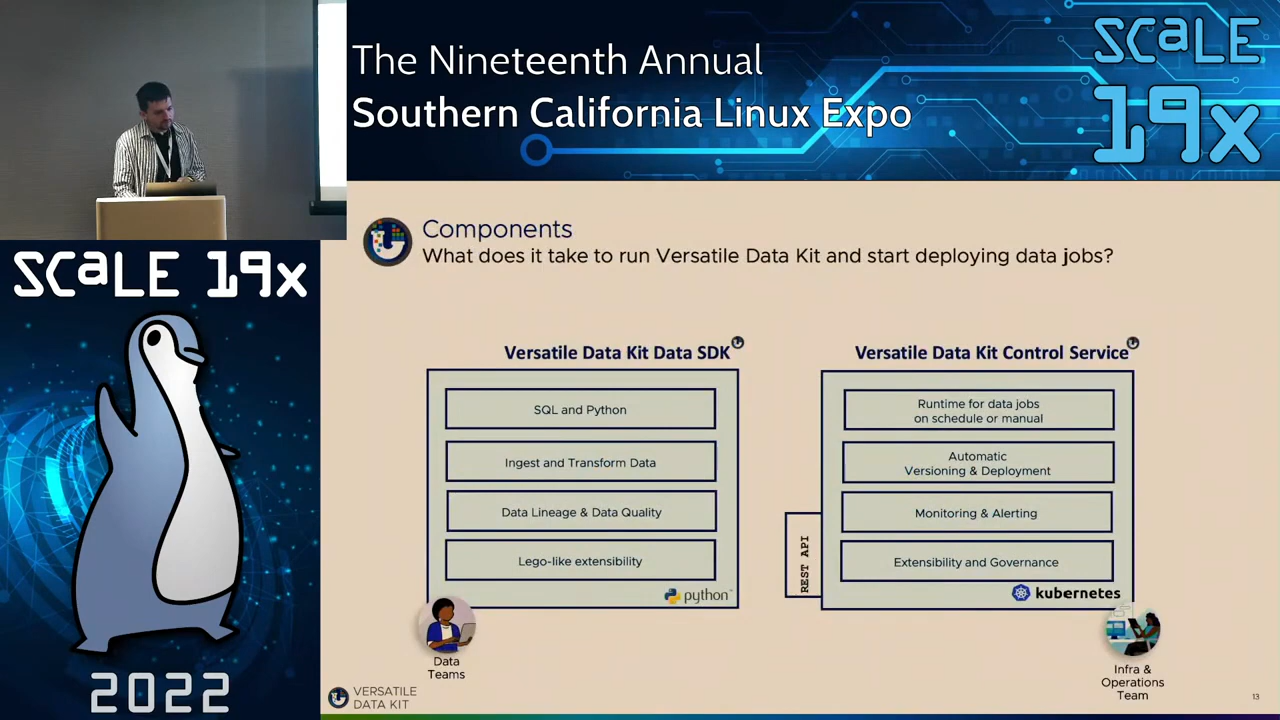 The Nineteenth Annual
Southern California Linux Expo
SCaLE
19x
SCaLE 19x
2022
Components
What does it take to run Versatile Data Kit and start deploying data jobs?
Versatile Data Kit Data SDK
SQL and Python
Ingest and Transform Data
Data Lineage & Data Quality
Lego-like extensibility
python™
Data
Teams
Versatile Data Kit Control Service
Runtime for data jobs
on schedule or manual
Automatic
Versioning & Deployment
Monitoring & Alerting
Extensibility and Governance
REST API
kubernetes
Infra &
Operations
Team
VERSATILE
DATA KIT
13